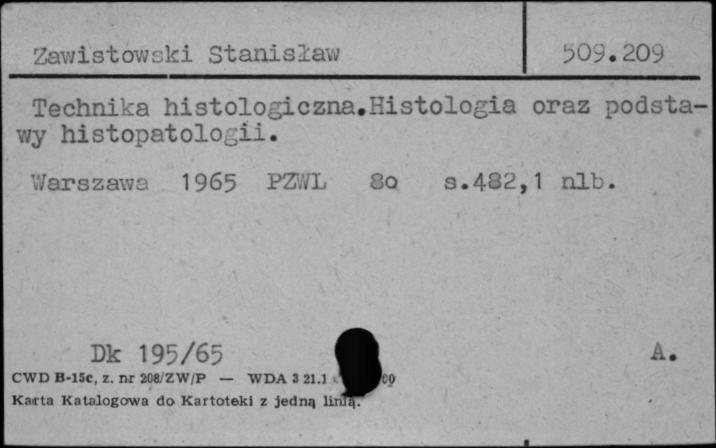 Zawistowski Stanisław 509.209
Technika histologiczna.Histologia oraz podsta-
wy histopatologii.
Warszawa 1965 PZWL 8o s.482,1 nlb.
Dk 195/65 A.
CWD B-15c, z. nr 208/ZW/P — WDA 3 21.1
Karta Katalogowa do Kartoteki z jedną linią.